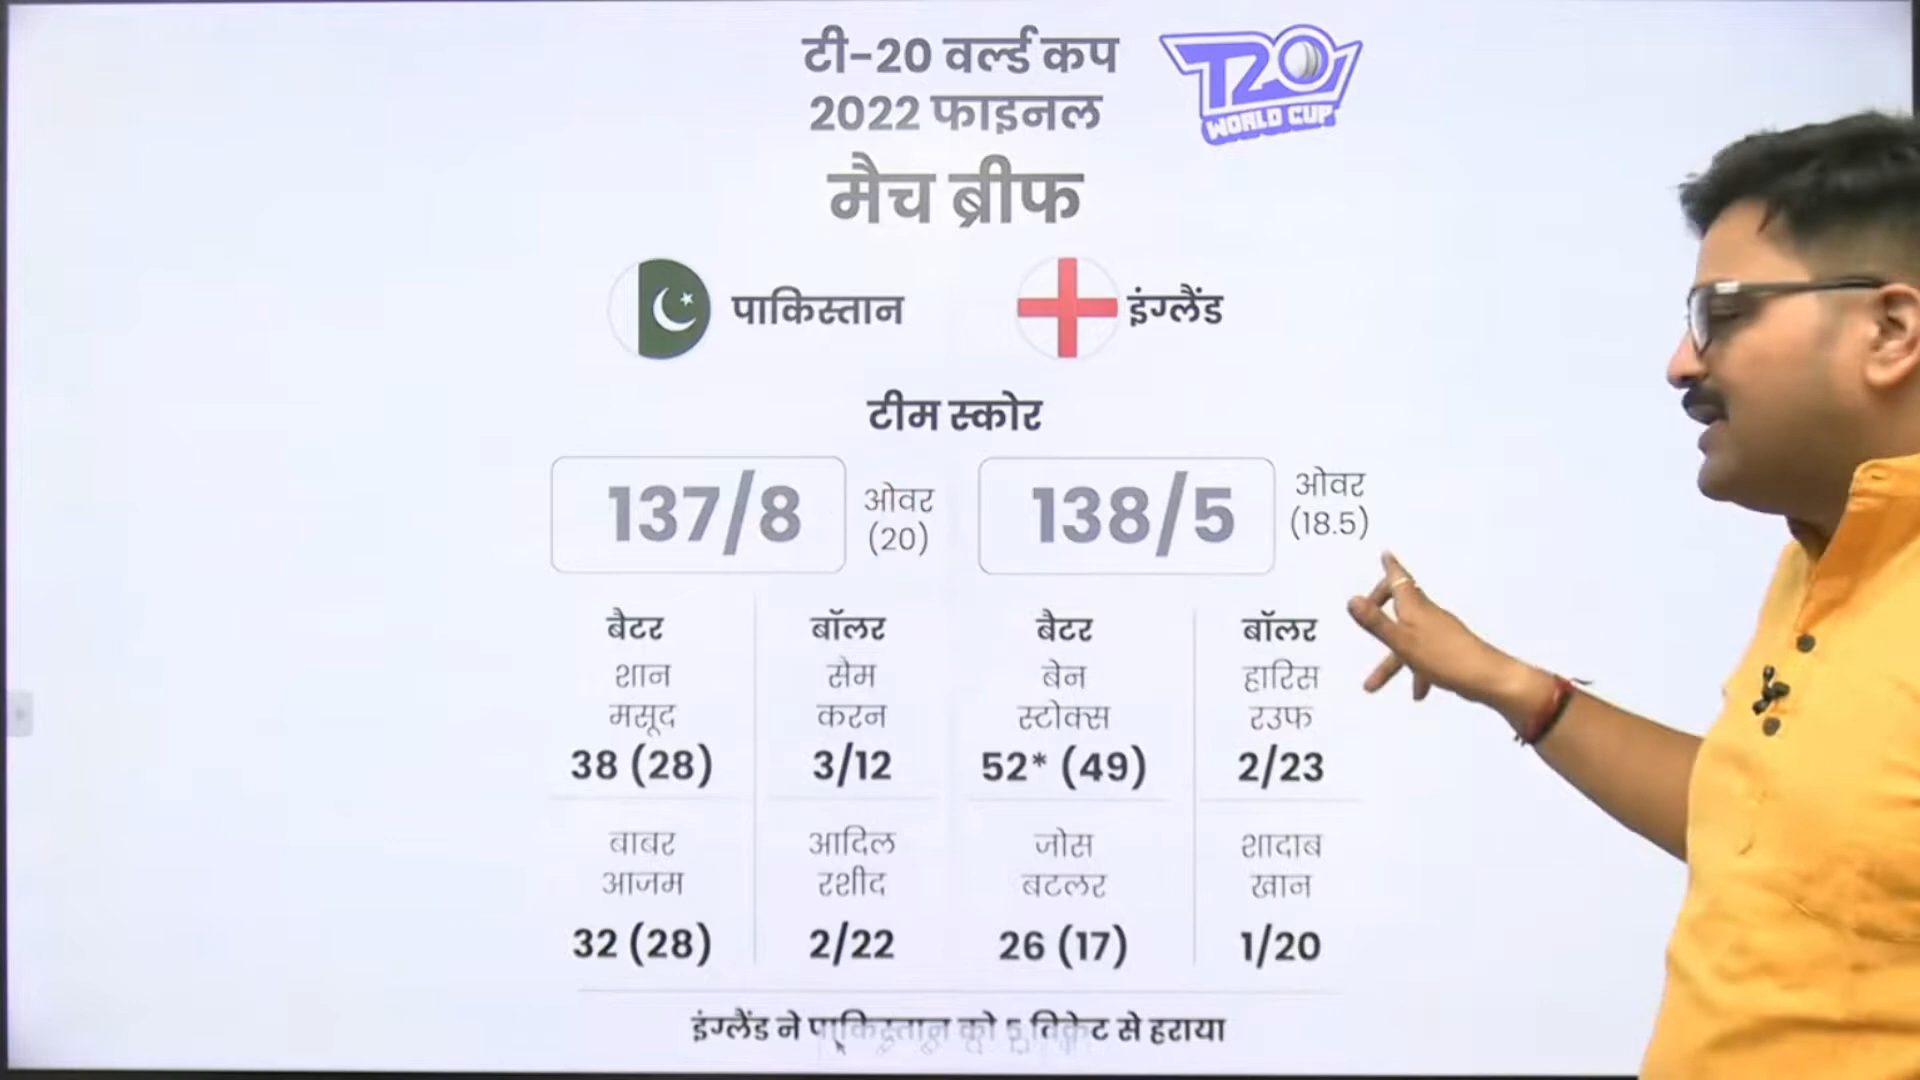 टी-20 वर्ल्ड कप
2022 फाइनल
T20
WORLD CUP
मैच ब्रीफ
पाकिस्तान
इंग्लैंड
टीम स्कोर
137/8
ओवर
(20)
138/5
ओवर
(18.5)
बैटर
शान
मसूद
38 (28)
बाबर
आजम
32 (28)
बॉलर
सैम
करन
3/12
आदिल
रशीद
2/22
बैटर
बेन
स्टोक्स
52* (49)
जोस
बटलर
26 (17)
बॉलर
हारिस
रउफ
2/23
शादाब
खान
1/20
इंग्लैंड ने पाकिस्तान को 5 विकेट से हराया